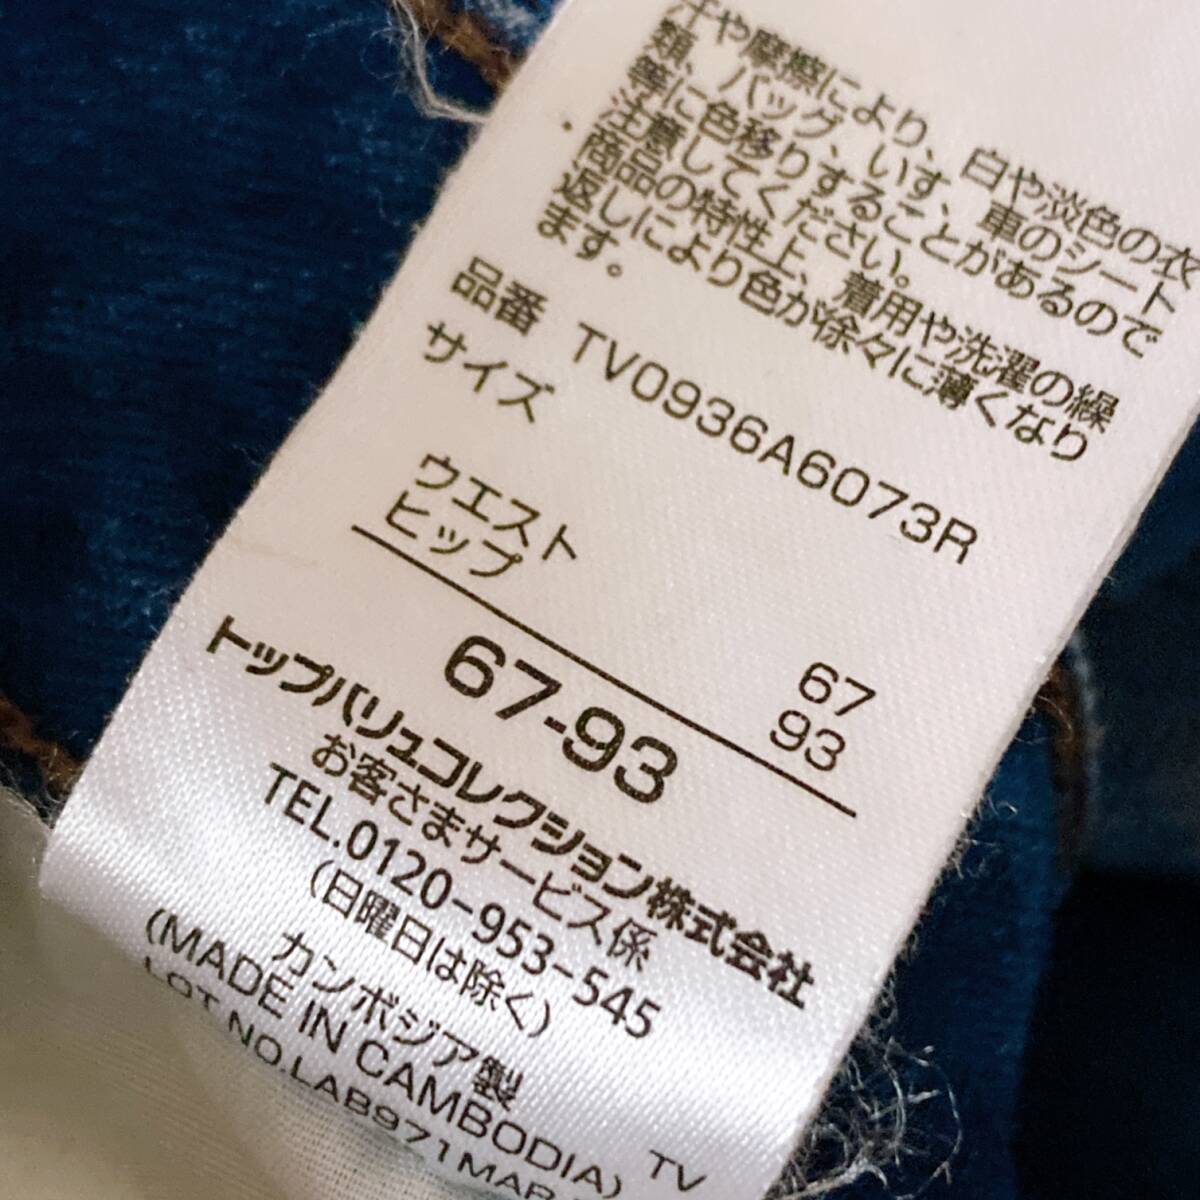 汗や摩擦により、白や淡色の衣
類、バッグ、いす、車のシート
等に色移りすることがあるので
注意してください。
商品の特性上、着用や洗濯の繰
返しにより色が徐々に薄くなり
ます。
品番 TV0936A6073R
サイズ
ウエスト 67
ヒップ 93
67-93
トップバリュコレクション株式会社
お客さまサービス係
TEL.0120-953-545
(日曜日は除く)
カンボジア製
(MADE IN CAMBODIA) TV
LOT.NO.LAB971MAR